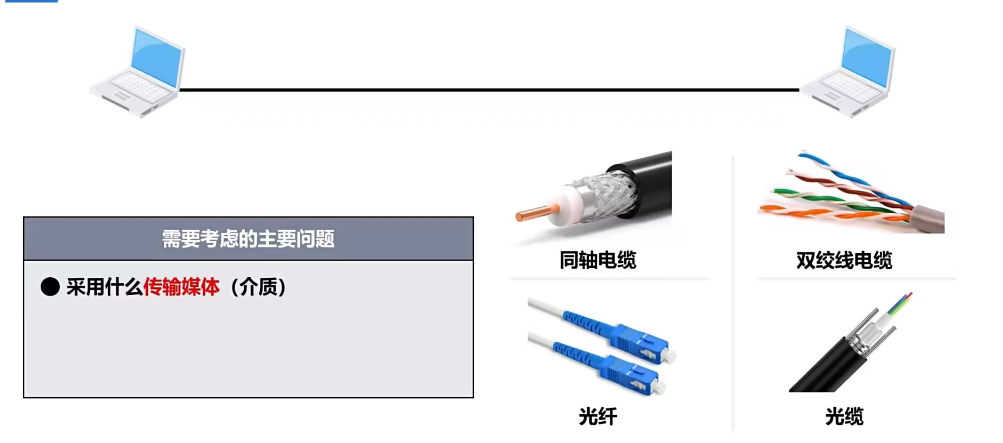 需要考虑的主要问题
● 采用什么传输媒体（介质）
同轴电缆
双绞线电缆
光纤
光缆